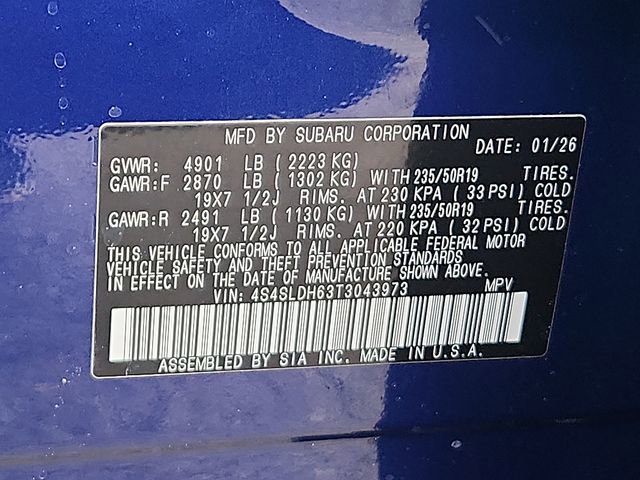 MFD BY SUBARU CORPORATION DATE: 01/26
GVWR: 4901 LB ( 2223 KG)
GAWR:F 2870 LB ( 1302 KG) WITH 235/50R19 TIRES.
19X7 1/2J RIMS. AT 230 KPA ( 33 PSI) COLD
GAWR:R 2491 LB ( 1130 KG) WITH 235/50R19 TIRES.
19X7 1/2J RIMS. AT 220 KPA ( 32 PSI) COLD
THIS VEHICLE CONFORMS TO ALL APPLICABLE FEDERAL MOTOR
VEHICLE SAFETY AND THEFT PREVENTION STANDARDS
IN EFFECT ON THE DATE OF MANUFACTURE SHOWN ABOVE.
VIN: 4S4SLDH63T3043973 MPV
ASSEMBLED BY SIA INC. MADE IN U.S.A.